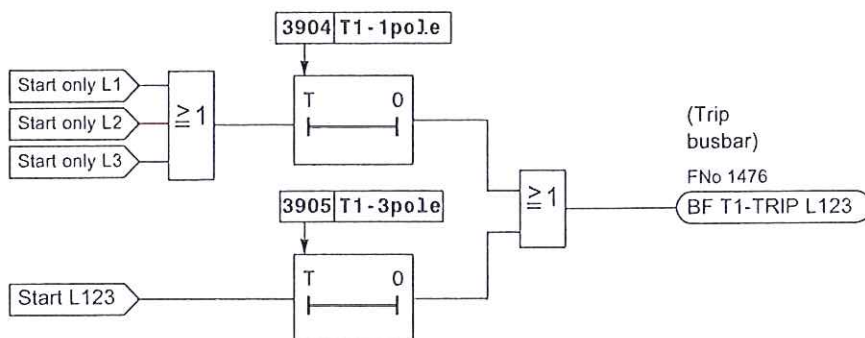 3904 T1-1pole
Start only L1
Start only L2
Start only L3
≥1
T 0
(Trip
busbar)
FNo 1476
BF T1-TRIP L123
≥1
3905 T1-3pole
T 0
Start L123